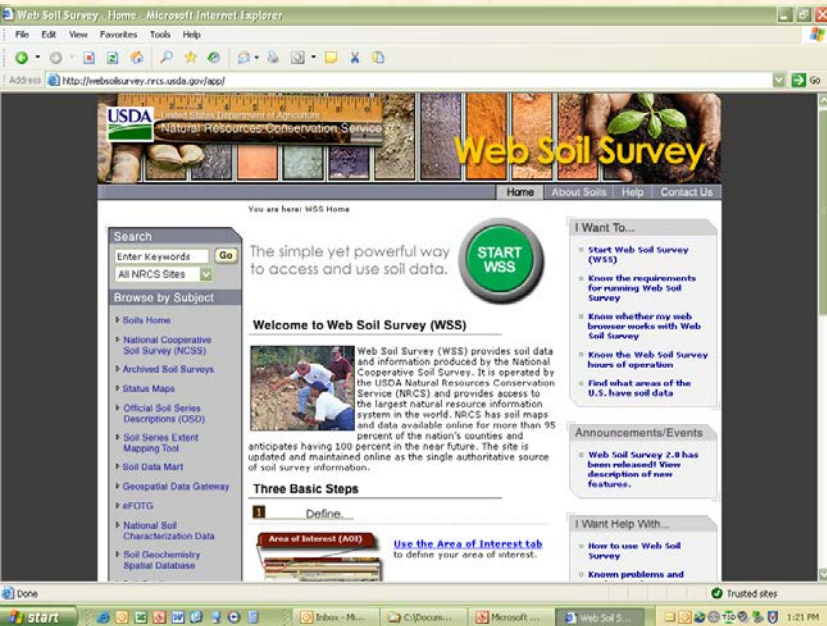 Web Soil Survey - Home - Microsoft Internet Explorer
File Edit View Favorites Tools Help
Address http://websoilsurvey.nrcs.usda.gov/app/ Go
USDA United States Department of Agriculture
Natural Resources Conservation Service
Web Soil Survey
Home About Soils Help Contact Us
You are here: WSS Home
Search
Enter Keywords Go
All NRCS Sites
Browse by Subject
Soils Home
National Cooperative
Soil Survey (NCSS)
Archived Soil Surveys
Status Maps
Official Soil Series
Descriptions (OSD)
Soil Series Extent
Mapping Tool
Soil Data Mart
Geospatial Data Gateway
eFOTG
National Soil
Characterization Data
Soil Geochemistry
Spatial Database
The simple yet powerful way
to access and use soil data.
START
WSS
Welcome to Web Soil Survey (WSS)
Web Soil Survey (WSS) provides soil data
and information produced by the National
Cooperative Soil Survey. It is operated by
the USDA Natural Resources Conservation
Service (NRCS) and provides access to
the largest natural resource information
system in the world. NRCS has soil maps
and data available online for more than 95
percent of the nation's counties and
anticipates having 100 percent in the near future. The site is
updated and maintained online as the single authoritative source
of soil survey information.
Three Basic Steps
1 Define.
Area of Interest (AOI)
Use the Area of Interest tab
to define your area of interest.
I Want To...
Start Web Soil Survey
(WSS)
Know the requirements
for running Web Soil
Survey
Know whether my web
browser works with Web
Soil Survey
Know the Web Soil Survey
hours of operation
Find what areas of the
U.S. have soil data
Announcements/Events
Web Soil Survey 2.0 has
been released! View
description of new
features.
I Want Help With...
How to use Web Soil
Survey
Known problems and
Done Trusted sites
start Inbox - Mi... C:\Docum... Microsoft ... Web Soil S... 1:21 PM